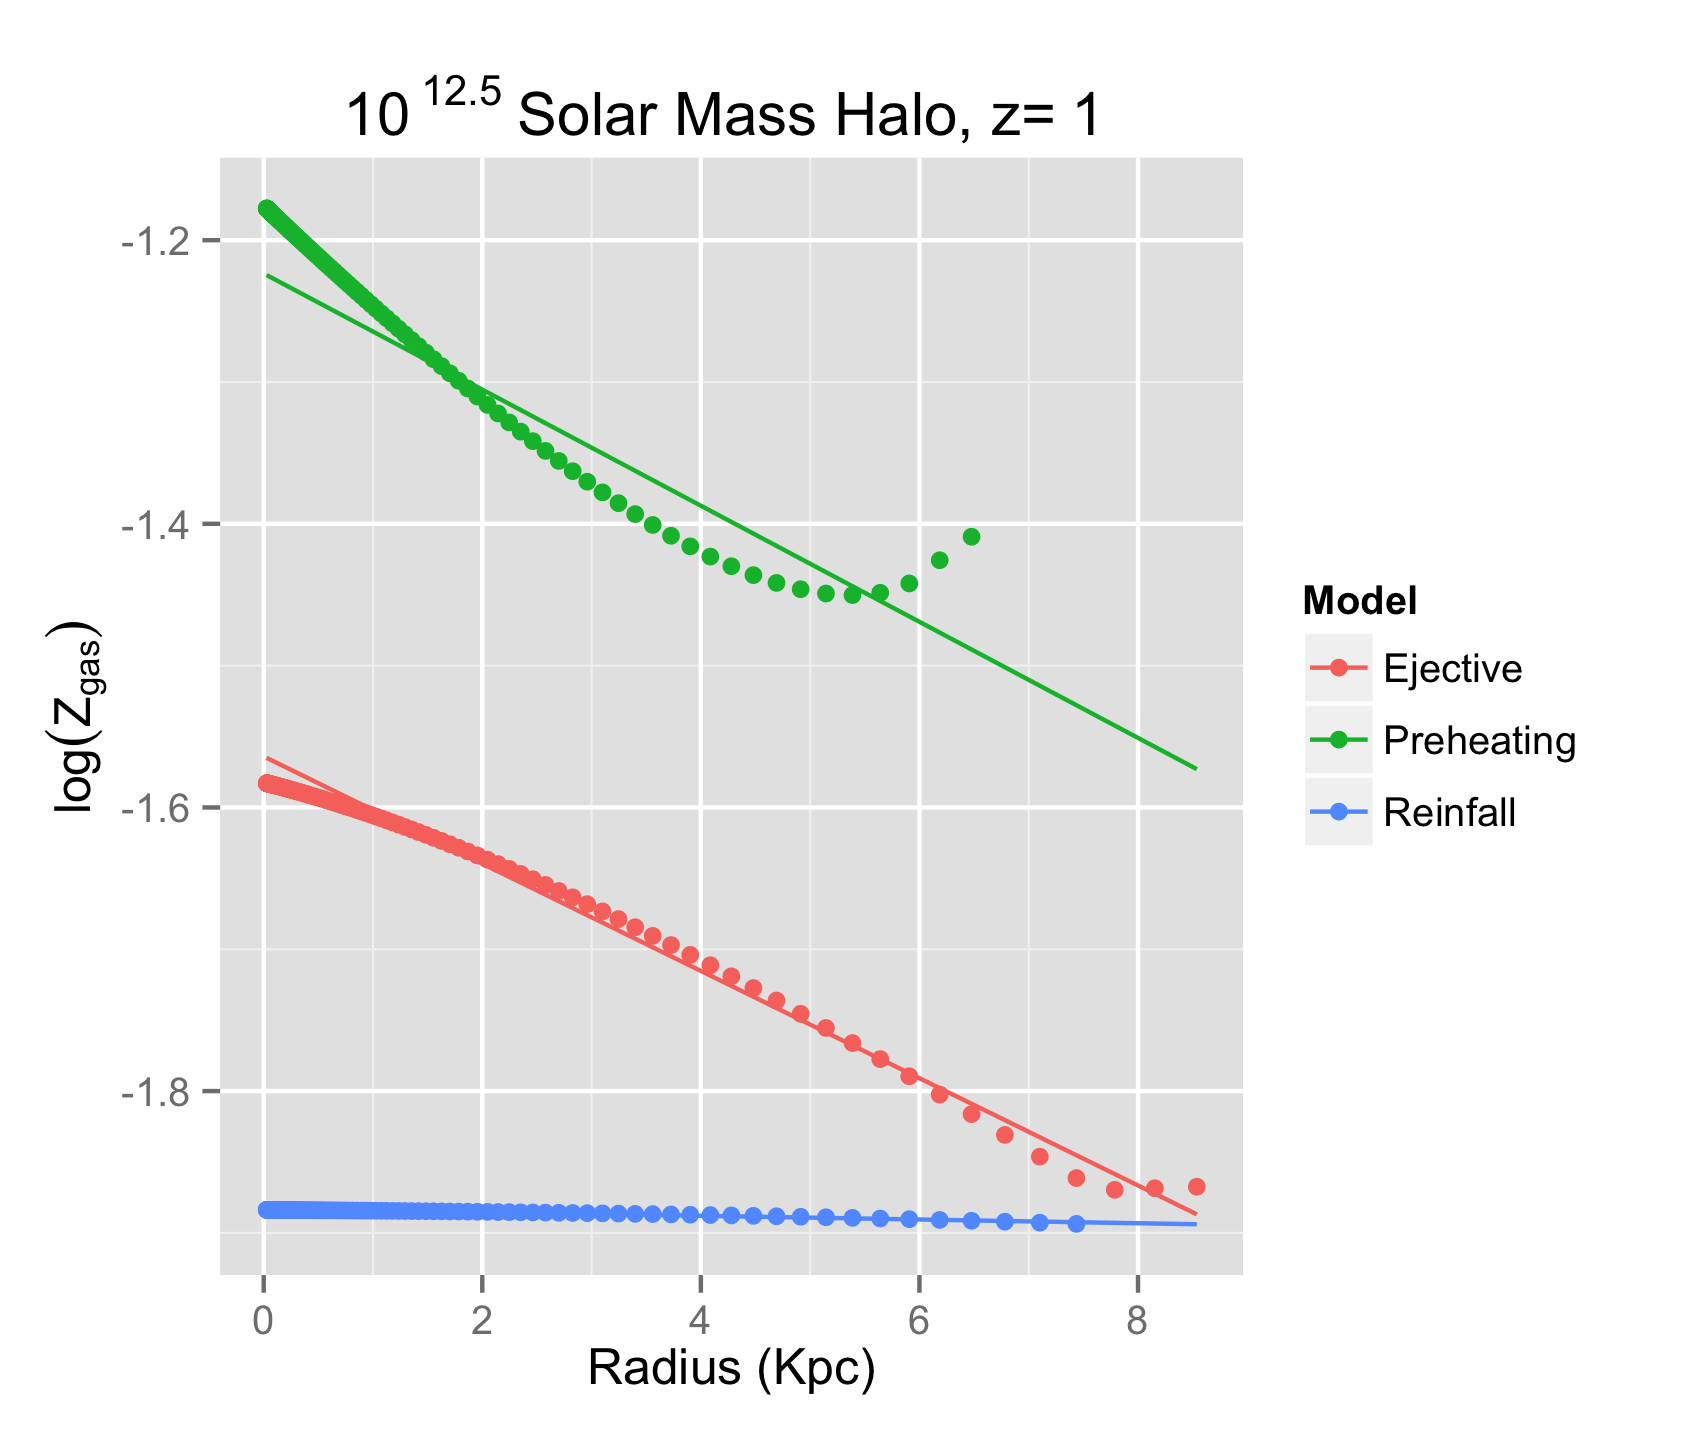 10 12.5 Solar Mass Halo, z= 1
log(Zgas)
-1.2
-1.4
-1.6
-1.8
0 2 4 6 8
Radius (Kpc)
Model
Ejective
Preheating
Reinfall